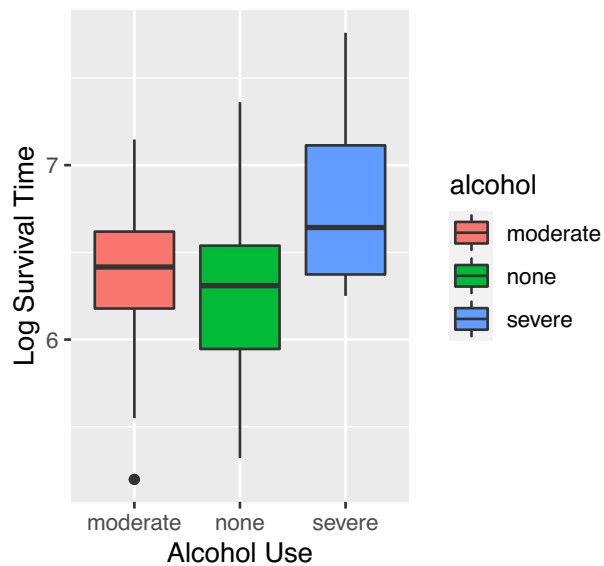 Log Survival Time
7
6
moderate
none
severe
Alcohol Use
alcohol
moderate
none
severe